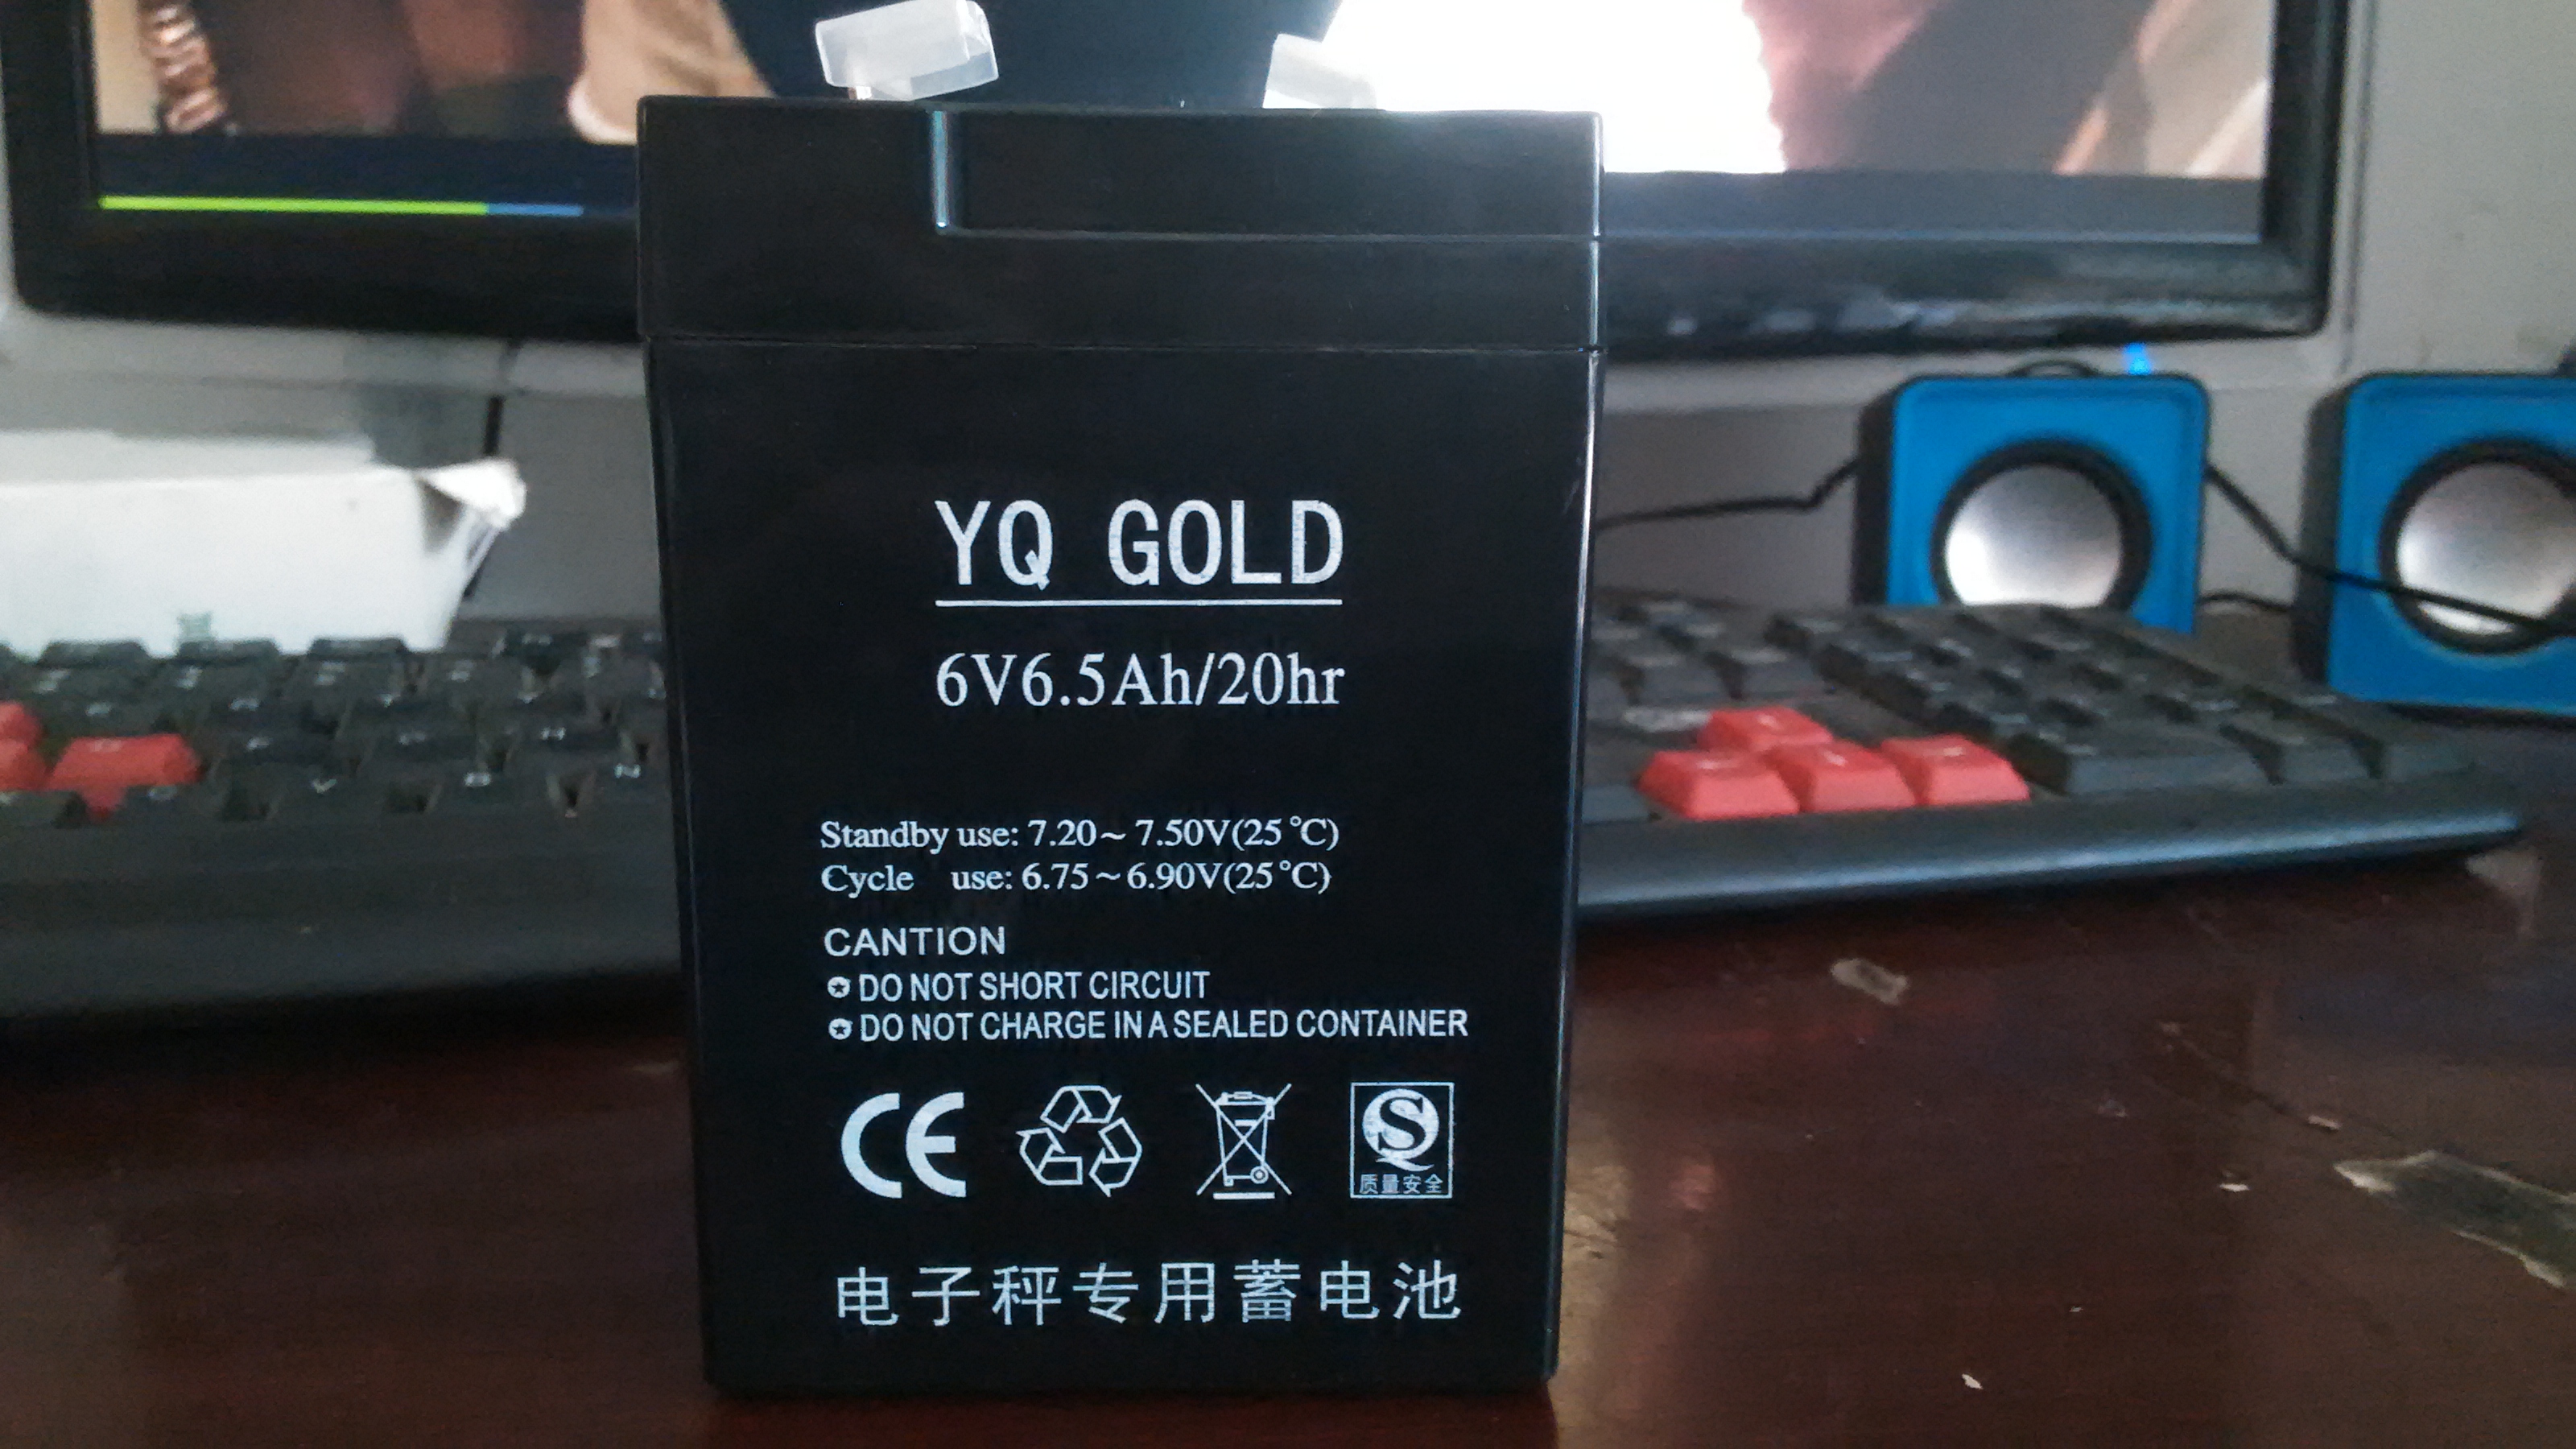 YQ GOLD
6V6.5Ah/20hr
Standby use: 7.20~7.50V(25℃)
Cycle use: 6.75~6.90V(25℃)
CANTION
DO NOT SHORT CIRCUIT
DO NOT CHARGE IN A SEALED CONTAINER
CE
QS
质量安全
电子秤专用蓄电池